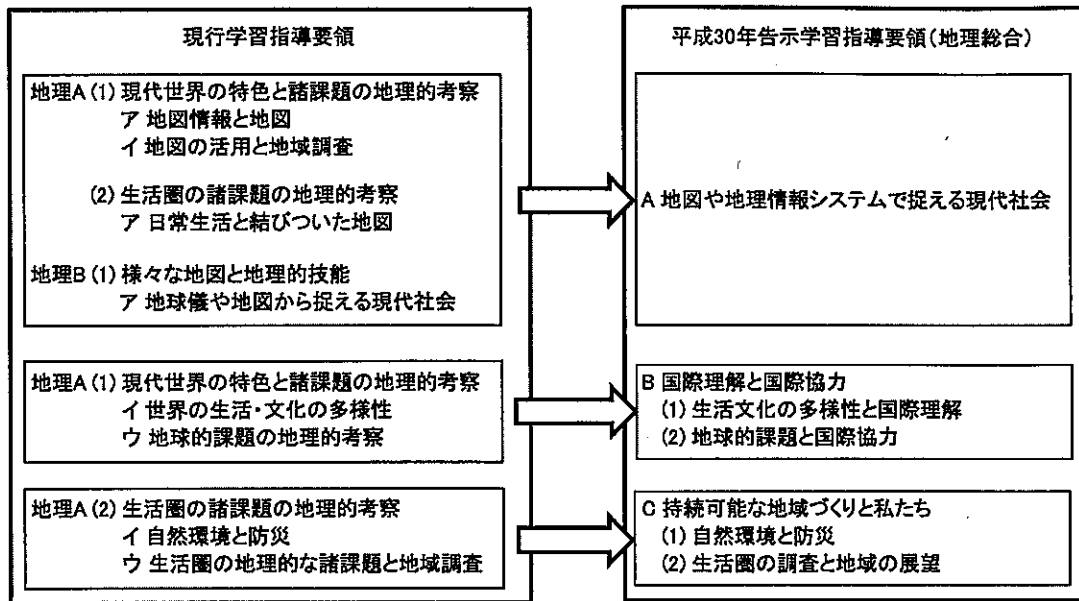 現行学習指導要領
地理A (1) 現代世界の特色と諸課題の地理的考察
ア 地図情報と地図
イ 地図の活用と地域調査
(2) 生活圏の諸課題の地理的考察
ア 日常生活と結びついた地図
地理B (1) 様々な地図と地理的技能
ア 地球儀や地図から捉える現代社会
地理A (1) 現代世界の特色と諸課題の地理的考察
イ 世界の生活・文化の多様性
ウ 地球的課題の地理的考察
地理A (2) 生活圏の諸課題の地理的考察
イ 自然環境と防災
ウ 生活圏の地理的な諸課題と地域調査
平成30年告示学習指導要領(地理総合)
A 地図や地理情報システムで捉える現代社会
B 国際理解と国際協力
(1) 生活文化の多様性と国際理解
(2) 地球的課題と国際協力
C 持続可能な地域づくりと私たち
(1) 自然環境と防災
(2) 生活圏の調査と地域の展望